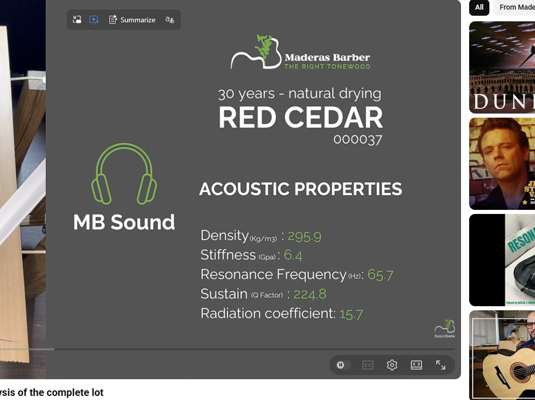 Summarize
All
From Made
Maderas Barber
THE RIGHT TONEWOOD
30 years - natural drying
RED CEDAR
000037
MB Sound
ACOUSTIC PROPERTIES
Density (Kg/m3) : 295.9
Stiffness (Gpa) : 6.4
Resonance Frequency (Hz): 65.7
Sustain (Q Factor) : 224.8
Radiation coefficient: 15.7
DUN
RESON
ysis of the complete lot